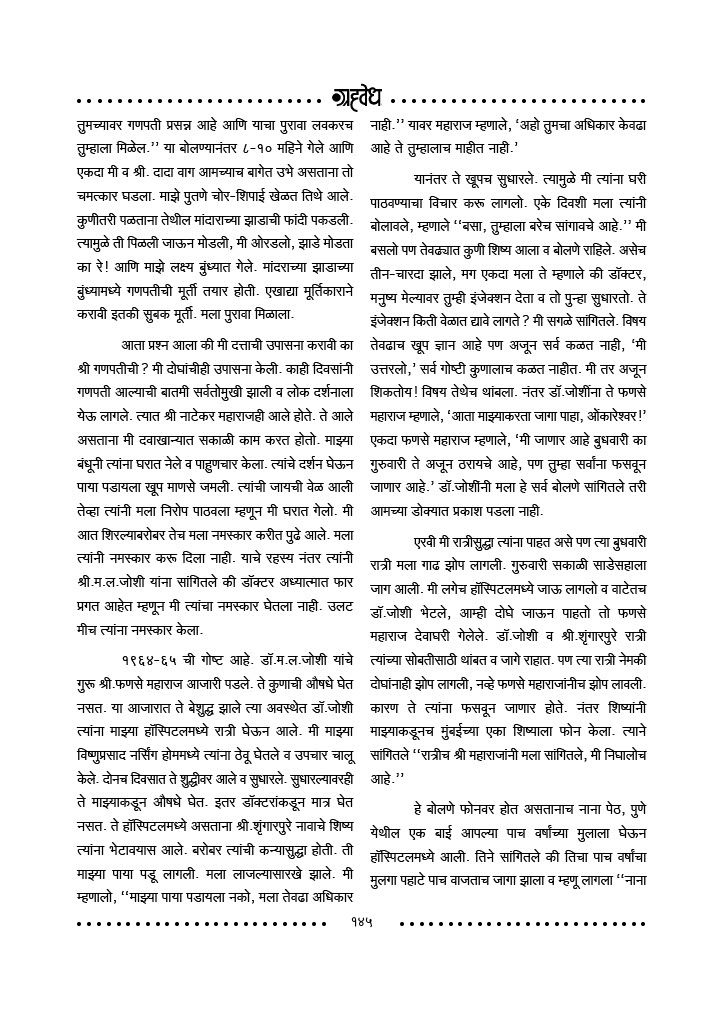 ग्रहवेध
तुमच्यावर गणपती प्रसन्न आहे आणि याचा पुरावा लवकरच
तुम्हाला मिळेल.’’ या बोलण्यानंतर ८-१० महिने गेले आणि
एकदा मी व श्री. दादा वाग आमच्याच बागेत उभे असताना तो
चमत्कार घडला. माझे पुतणे चोर-शिपाई खेळत तिथे आले.
कुणीतरी पळताना तेथील मांदाराच्या झाडाची फांदी पकडली.
त्यामुळे ती पिळली जाऊन मोडली, मी ओरडलो, झाडे मोडता
का रे! आणि माझे लक्ष्य बुंध्यात गेले. मांदराच्या झाडाच्या
बुंध्यामध्ये गणपतीची मूर्ती तयार होती. एखाद्या मूर्तिकाराने
करावी इतकी सुबक मूर्ती. मला पुरावा मिळाला.
आता प्रश्न आला की मी दत्ताची उपासना करावी का
श्री गणपतीची ? मी दोघांचीही उपासना केली. काही दिवसांनी
गणपती आल्याची बातमी सर्वतोमुखी झाली व लोक दर्शनाला
येऊ लागले. त्यात श्री नाटेकर महाराजही आले होते. ते आले
असताना मी दवाखान्यात सकाळी काम करत होतो. माझ्या
बंधूनी त्यांना घरात नेले व पाहुणचार केला. त्यांचे दर्शन घेऊन
पाया पडायला खूप माणसे जमली. त्यांची जायची वेळ आली
तेव्हा त्यांनी मला निरोप पाठवला म्हणून मी घरात गेलो. मी
आत शिरल्याबरोबर तेच मला नमस्कार करीत पुढे आले. मला
त्यांनी नमस्कार करू दिला नाही. याचे रहस्य नंतर त्यांनी
श्री.म.ल.जोशी यांना सांगितले की डॉक्टर अध्यात्मात फार
प्रगत आहेत म्हणून मी त्यांचा नमस्कार घेतला नाही. उलट
मीच त्यांना नमस्कार केला.
१९६४-६५ ची गोष्ट आहे. डॉ.म.ल.जोशी यांचे
गुरू श्री.फणसे महाराज आजारी पडले. ते कुणाची औषधे घेत
नसत. या आजारात ते बेशुद्ध झाले त्या अवस्थेत डॉ.जोशी
त्यांना माझ्या हॉस्पिटलमध्ये रात्री घेऊन आले. मी माझ्या
विष्णुप्रसाद नर्सिंग होममध्ये त्यांना ठेवू घेतले व उपचार चालू
केले. दोनच दिवसात ते शुद्धीवर आले व सुधारले. सुधारल्यावरही
ते माझ्याकडून औषधे घेत. इतर डॉक्टरांकडून मात्र घेत
नसत. ते हॉस्पिटलमध्ये असताना श्री.शृंगारपुरे नावाचे शिष्य
त्यांना भेटावयास आले. बरोबर त्यांची कन्यासुद्धा होती. ती
माझ्या पाया पडू लागली. मला लाजल्यासारखे झाले. मी
म्हणालो, ‘‘माझ्या पाया पडायला नको, मला तेवढा अधिकार
नाही.’’ यावर महाराज म्हणाले, ‘अहो तुमचा अधिकार केवढा
आहे ते तुम्हालाच माहीत नाही.’
यानंतर ते खूपच सुधारले. त्यामुळे मी त्यांना घरी
पाठवण्याचा विचार करू लागलो. एके दिवशी मला त्यांनी
बोलावले, म्हणाले ‘‘बसा, तुम्हाला बरेच सांगावचे आहे.’’ मी
बसलो पण तेवढ्यात कुणी शिष्य आला व बोलणे राहिले. असेच
तीन-चारदा झाले, मग एकदा मला ते म्हणाले की डॉक्टर,
मनुष्य मेल्यावर तुम्ही इंजेक्शन देता व तो पुन्हा सुधारतो. ते
इंजेक्शन किती वेळात द्यावे लागते ? मी सगळे सांगितले. विषय
तेवढाच खूप ज्ञान आहे पण अजून सर्व कळत नाही, ‘मी
उत्तरलो,’ सर्व गोष्टी कुणालाच कळत नाहीत. मी तर अजून
शिकतोय! विषय तेथेच थांबला. नंतर डॉ.जोशींना ते फणसे
महाराज म्हणाले, ‘आता माझ्याकरता जागा पाहा, ओंकारेश्वर!’
एकदा फणसे महाराज म्हणाले, ‘मी जाणार आहे बुधवारी का
गुरुवारी ते अजून ठरायचे आहे, पण तुम्हा सर्वांना फसवून
जाणार आहे.’ डॉ.जोशींनी मला हे सर्व बोलणे सांगितले तरी
आमच्या डोक्यात प्रकाश पडला नाही.
एरवी मी रात्रीसुद्धा त्यांना पाहत असे पण त्या बुधवारी
रात्री मला गाढ झोप लागली. गुरुवारी सकाळी साडेसहाला
जाग आली. मी लगेच हॉस्पिटलमध्ये जाऊ लागलो व वाटेतच
डॉ.जोशी भेटले, आम्ही दोघे जाऊन पाहतो तो फणसे
महाराज देवाघरी गेलेले. डॉ.जोशी व श्री.शृंगारपुरे रात्री
त्यांच्या सोबतीसाठी थांबत व जागे राहात. पण त्या रात्री नेमकी
दोघांनाही झोप लागली, नव्हे फणसे महाराजांनीच झोप लावली.
कारण ते त्यांना फसवून जाणार होते. नंतर शिष्यांनी
माझ्याकडूनच मुंबईच्या एका शिष्याला फोन केला. त्याने
सांगितले ‘‘रात्रीच श्री महाराजांनी मला सांगितले, मी निघालोच
आहे.’’
हे बोलणे फोनवर होत असतानाच नाना पेठ, पुणे
येथील एक बाई आपल्या पाच वर्षांच्या मुलाला घेऊन
हॉस्पिटलमध्ये आली. तिने सांगितले की तिचा पाच वर्षांचा
मुलगा पहाटे पाच वाजताच जागा झाला व म्हणू लागला ‘‘नाना
१४५